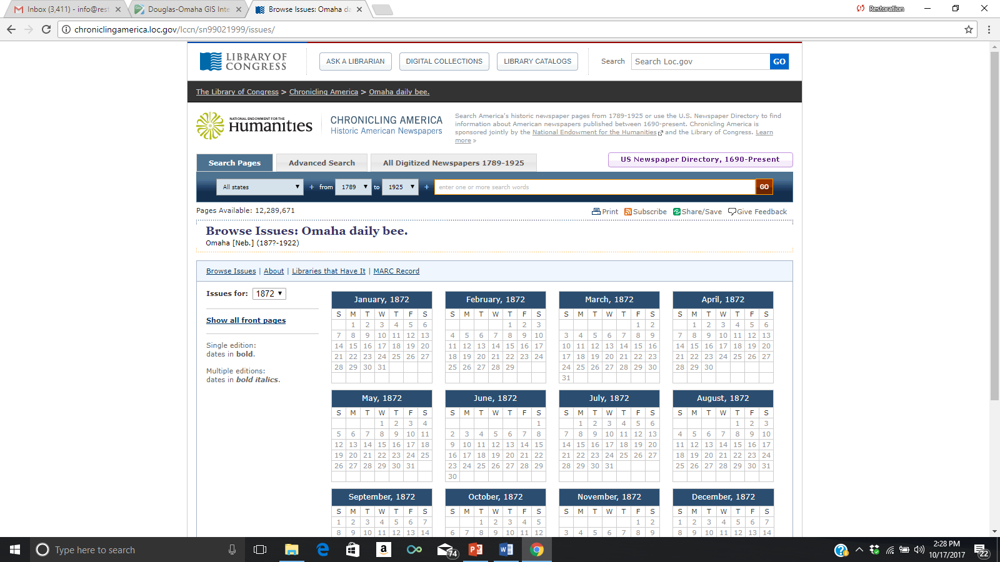 Inbox (3,411) - info@rest
Douglas-Omaha GIS Inte
Browse Issues: Omaha da
Restoration
chroniclingamerica.loc.gov/lccn/sn99021999/issues/
LIBRARY OF CONGRESS
ASK A LIBRARIAN
DIGITAL COLLECTIONS
LIBRARY CATALOGS
Search
Search Loc.gov
GO
The Library of Congress > Chronicling America > Omaha daily bee.
NATIONAL ENDOWMENT FOR THE
Humanities
CHRONICLING AMERICA
Historic American Newspapers
Search America's historic newspaper pages from 1789-1925 or use the U.S. Newspaper Directory to find
information about American newspapers published between 1690-present. Chronicling America is
sponsored jointly by the National Endowment for the Humanities and the Library of Congress. Learn
more »
Search Pages
Advanced Search
All Digitized Newspapers 1789-1925
US Newspaper Directory, 1690-Present
All states + from 1789 to 1925 + enter one or more search words GO
Pages Available: 12,289,671
Print Subscribe Share/Save Give Feedback
Browse Issues: Omaha daily bee.
Omaha [Neb.] (187?-1922)
Browse Issues | About | Libraries that Have It | MARC Record
Issues for: 1872
Show all front pages
Single edition:
dates in bold.
Multiple editions:
dates in bold italics.
January, 1872
S M T W T F S
1 2 3 4 5 6
7 8 9 10 11 12 13
14 15 16 17 18 19 20
21 22 23 24 25 26 27
28 29 30 31
February, 1872
S M T W T F S
1 2 3
4 5 6 7 8 9 10
11 12 13 14 15 16 17
18 19 20 21 22 23 24
25 26 27 28 29
March, 1872
S M T W T F S
1 2
3 4 5 6 7 8 9
10 11 12 13 14 15 16
17 18 19 20 21 22 23
24 25 26 27 28 29 30
31
April, 1872
S M T W T F S
1 2 3 4 5 6
7 8 9 10 11 12 13
14 15 16 17 18 19 20
21 22 23 24 25 26 27
28 29 30
May, 1872
S M T W T F S
1 2 3 4
5 6 7 8 9 10 11
12 13 14 15 16 17 18
19 20 21 22 23 24 25
26 27 28 29 30 31
June, 1872
S M T W T F S
1
2 3 4 5 6 7 8
9 10 11 12 13 14 15
16 17 18 19 20 21 22
23 24 25 26 27 28 29
30
July, 1872
S M T W T F S
1 2 3 4 5 6
7 8 9 10 11 12 13
14 15 16 17 18 19 20
21 22 23 24 25 26 27
28 29 30 31
August, 1872
S M T W T F S
1 2 3
4 5 6 7 8 9 10
11 12 13 14 15 16 17
18 19 20 21 22 23 24
25 26 27 28 29 30 31
September, 1872
S M T W T F S
1 2 3 4 5 6 7
8 9 10 11 12 13 14
October, 1872
S M T W T F S
1 2 3 4 5
6 7 8 9 10 11 12
November, 1872
S M T W T F S
1 2
3 4 5 6 7 8 9
December, 1872
S M T W T F S
1 2 3 4 5 6 7
8 9 10 11 12 13 14
Type here to search
74
2:28 PM
10/17/2017
22